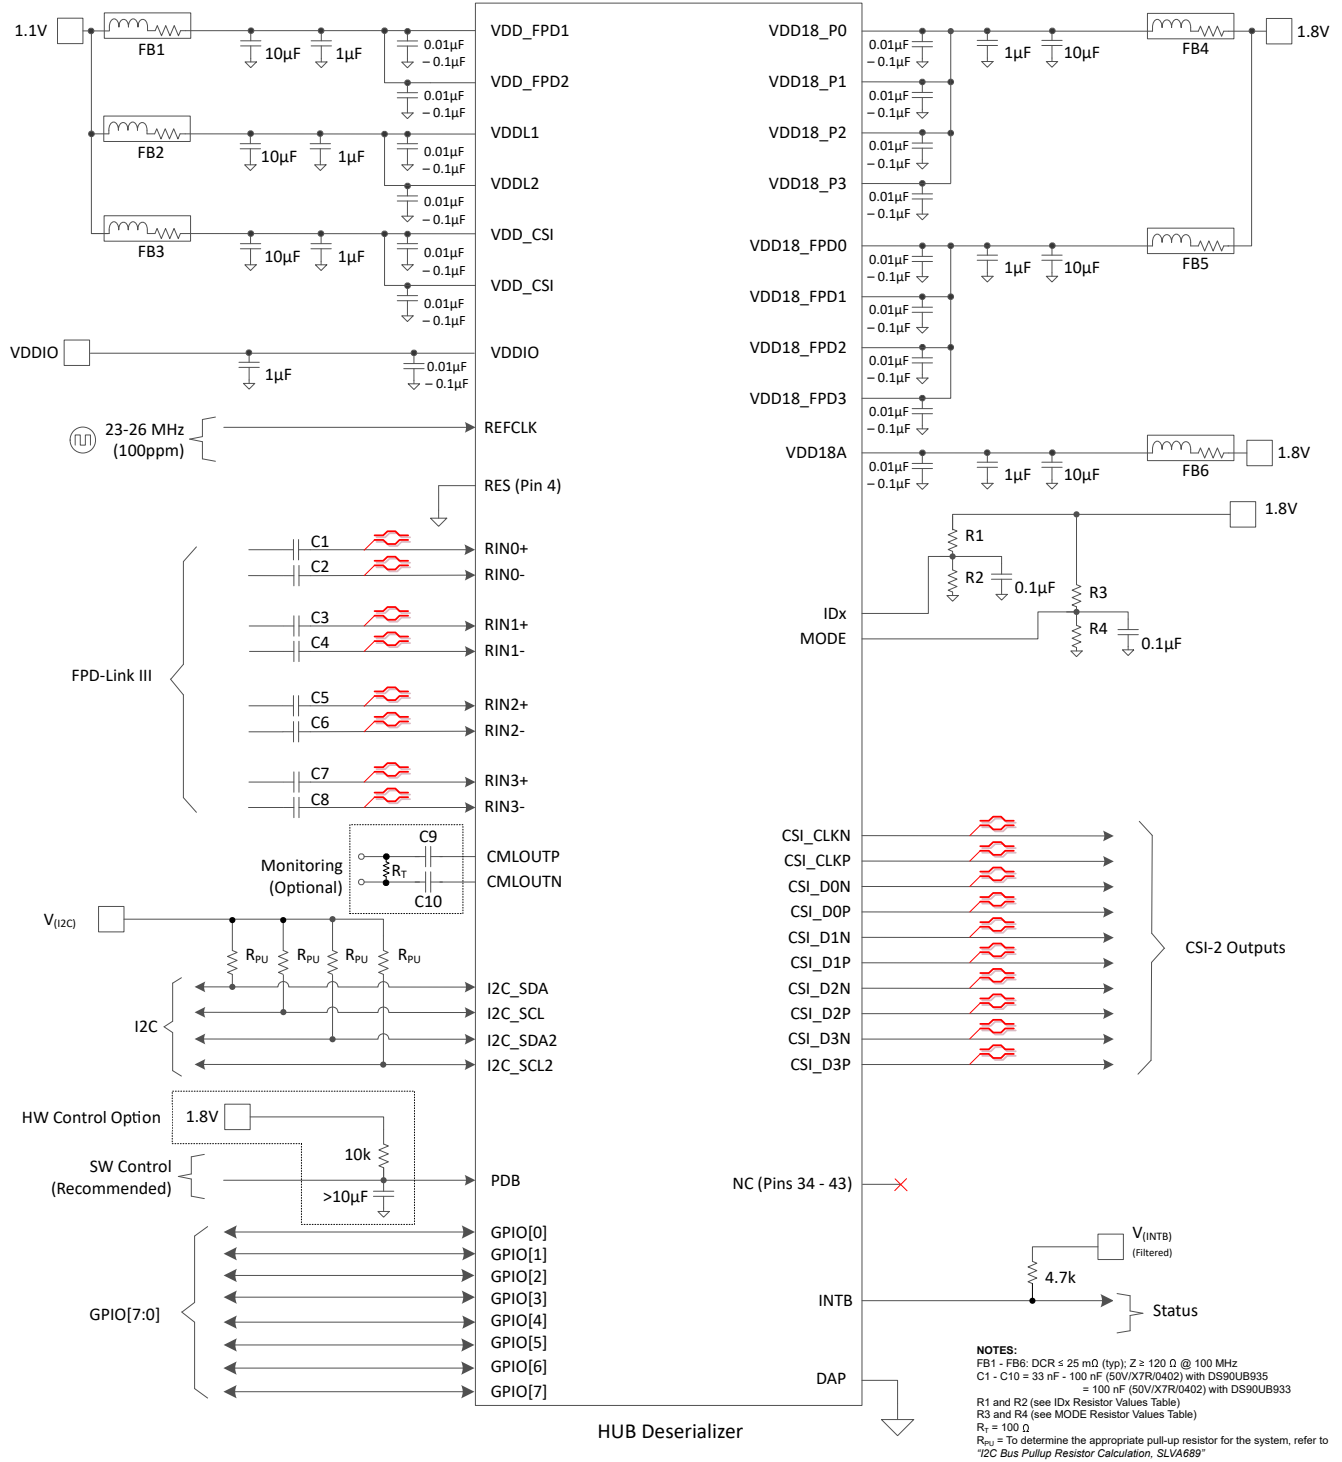 1.1V
FB1
10µF
1µF
0.01µF
– 0.1µF
VDD_FPD1
0.01µF
– 0.1µF
VDD_FPD2
FB2
10µF
1µF
0.01µF
– 0.1µF
VDDL1
0.01µF
– 0.1µF
VDDL2
FB3
10µF
1µF
0.01µF
– 0.1µF
VDD_CSI
0.01µF
– 0.1µF
VDD_CSI
VDDIO
1µF
0.01µF
– 0.1µF
VDDIO
23-26 MHz
(100ppm)
REFCLK
RES (Pin 4)
FPD-Link III
C1
RIN0+
C2
RIN0-
C3
RIN1+
C4
RIN1-
C5
RIN2+
C6
RIN2-
C7
RIN3+
C8
RIN3-
Monitoring
(Optional)
C9
RT
C10
CMLOUTP
CMLOUTN
V(I2C)
RPU RPU RPU RPU
I2C
I2C_SDA
I2C_SCL
I2C_SDA2
I2C_SCL2
HW Control Option
1.8V
10k
SW Control
(Recommended)
>10µF
PDB
GPIO[7:0]
GPIO[0]
GPIO[1]
GPIO[2]
GPIO[3]
GPIO[4]
GPIO[5]
GPIO[6]
GPIO[7]
VDD18_P0
0.01µF
– 0.1µF
1µF
10µF
FB4
1.8V
VDD18_P1
0.01µF
– 0.1µF
VDD18_P2
0.01µF
– 0.1µF
VDD18_P3
0.01µF
– 0.1µF
VDD18_FPD0
0.01µF
– 0.1µF
1µF
10µF
FB5
VDD18_FPD1
0.01µF
– 0.1µF
VDD18_FPD2
0.01µF
– 0.1µF
VDD18_FPD3
0.01µF
– 0.1µF
VDD18A
0.01µF
– 0.1µF
1µF
10µF
FB6
1.8V
1.8V
R1
R2
0.1µF
R3
R4
0.1µF
IDx
MODE
CSI_CLKN
CSI_CLKP
CSI_D0N
CSI_D0P
CSI_D1N
CSI_D1P
CSI_D2N
CSI_D2P
CSI_D3N
CSI_D3P
CSI-2 Outputs
NC (Pins 34 - 43)
V(INTB)
(Filtered)
4.7k
INTB
Status
DAP
HUB Deserializer
NOTES:
FB1 - FB6: DCR ≤ 25 mΩ (typ); Z ≥ 120 Ω @ 100 MHz
C1 - C10 = 33 nF - 100 nF (50V/X7R/0402) with DS90UB935
= 100 nF (50V/X7R/0402) with DS90UB933
R1 and R2 (see IDx Resistor Values Table)
R3 and R4 (see MODE Resistor Values Table)
RT = 100 Ω
RPU = To determine the appropriate pull-up resistor for the system, refer to
"I2C Bus Pullup Resistor Calculation, SLVA689"